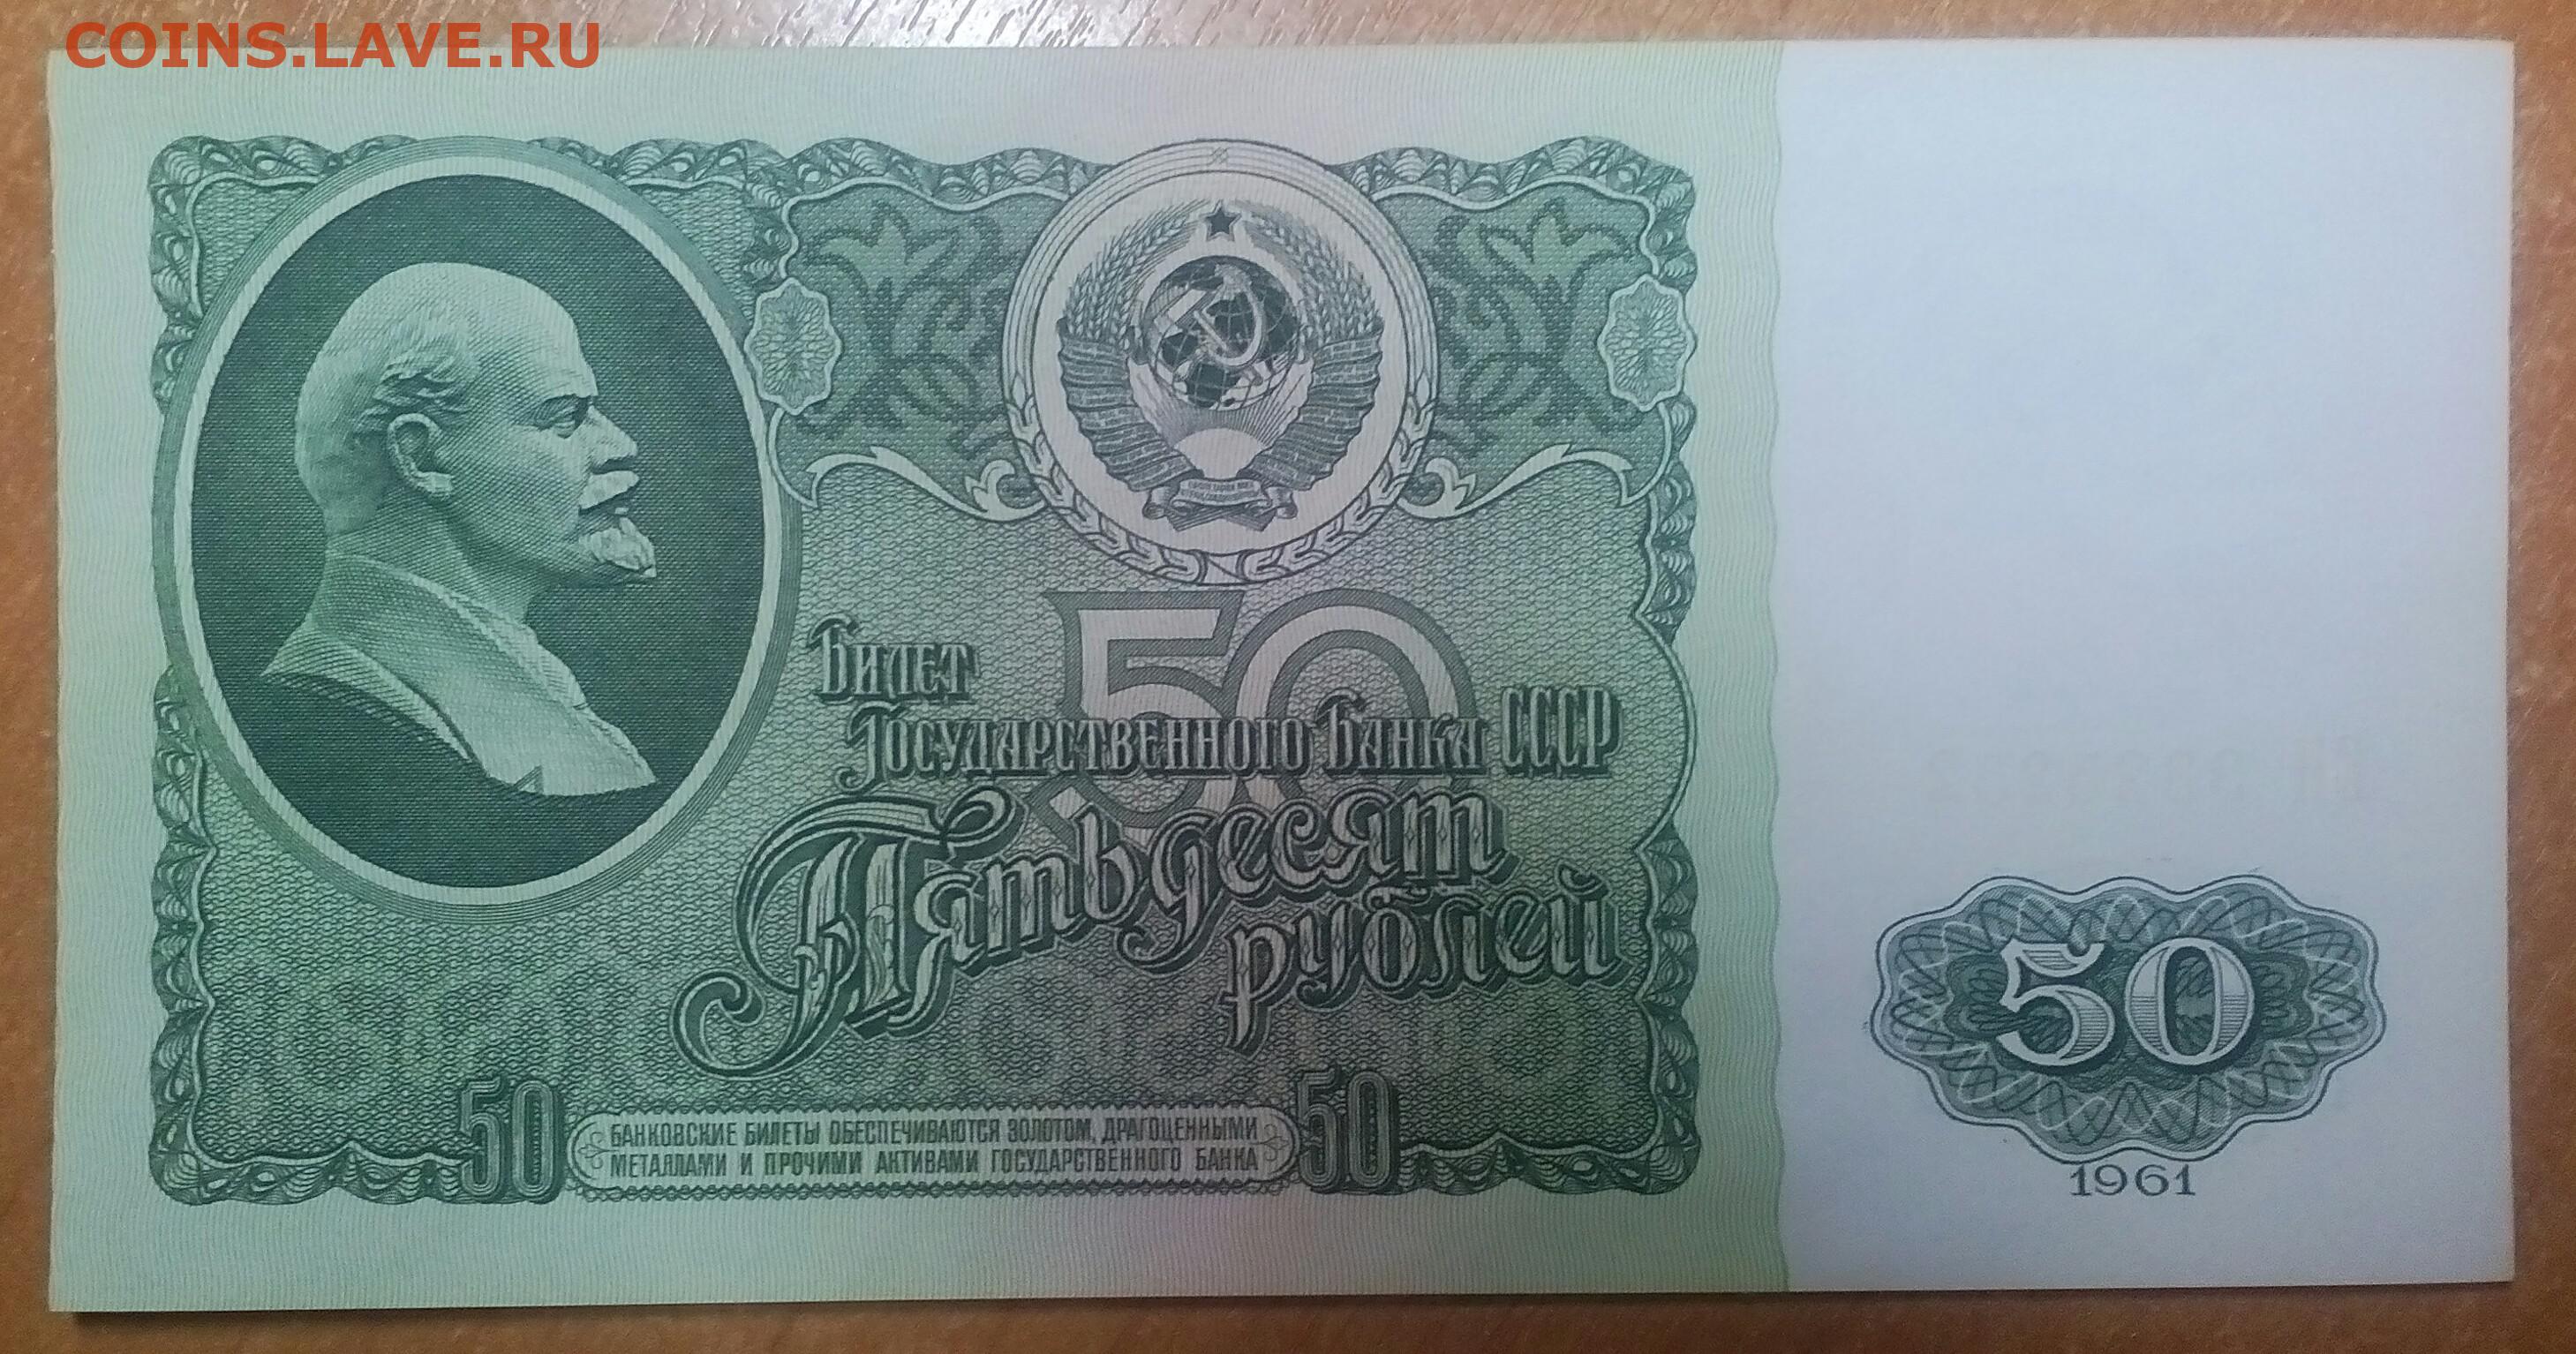 COINS.LAVE.RU
50
Билет
Государственного Банка СССР
Пятьдесят
рублей
50
БАНКОВСКИЕ БИЛЕТЫ ОБЕСПЕЧИВАЮТСЯ ЗОЛОТОМ, ДРАГОЦЕННЫМИ
МЕТАЛЛАМИ И ПРОЧИМИ АКТИВАМИ ГОСУДАРСТВЕННОГО БАНКА
50
50
1961